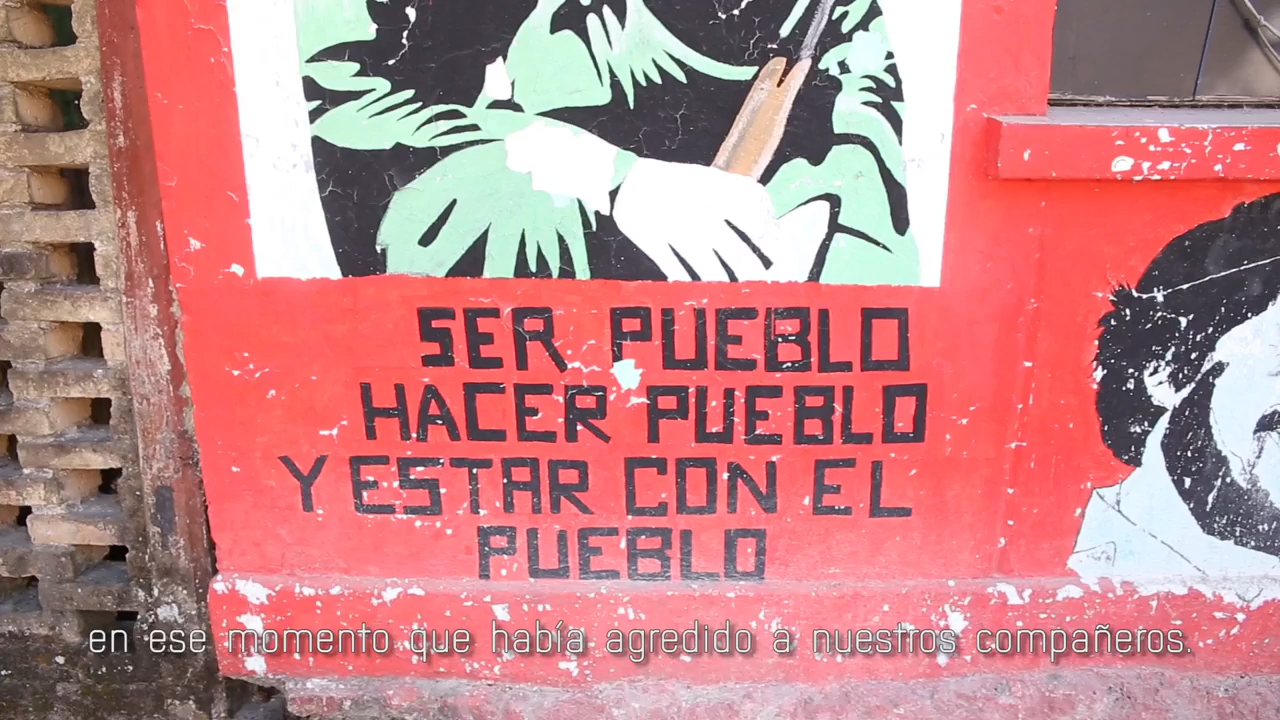 SER PUEBLO
HACER PUEBLO
Y ESTAR CON EL
PUEBLO
en ese momento que había agredido a nuestros compañeros.